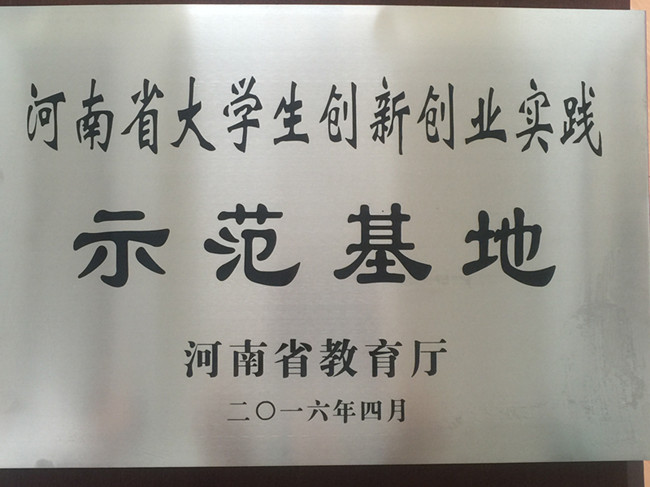 河南省大学生创新创业实践
示范基地
河南省教育厅
二〇一六年四月